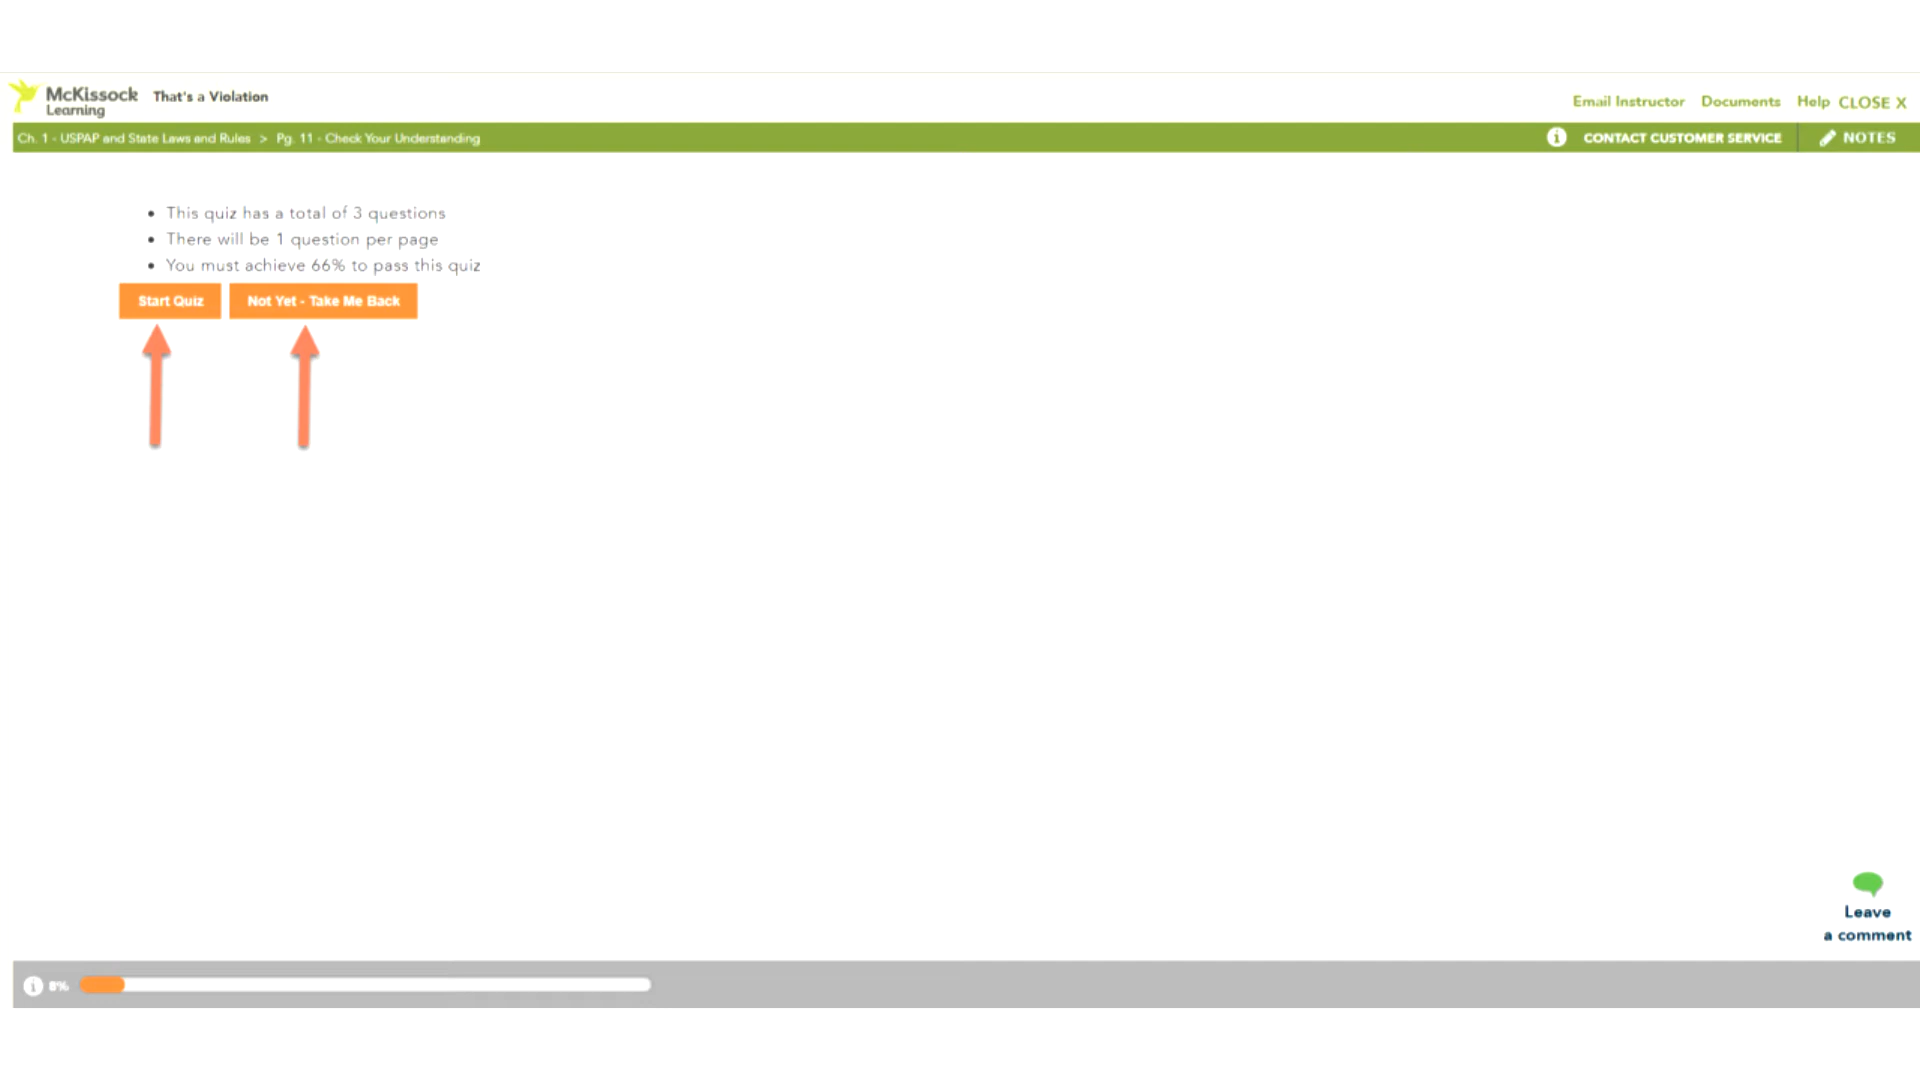 McKissock
Learning
That's a Violation
Email Instructor Documents Help CLOSE X
Ch. 1 - USPAP and State Laws and Rules > Pg. 11 - Check Your Understanding
CONTACT CUSTOMER SERVICE
NOTES
This quiz has a total of 3 questions
There will be 1 question per page
You must achieve 66% to pass this quiz
Start Quiz
Not Yet - Take Me Back
Leave
a comment
8%